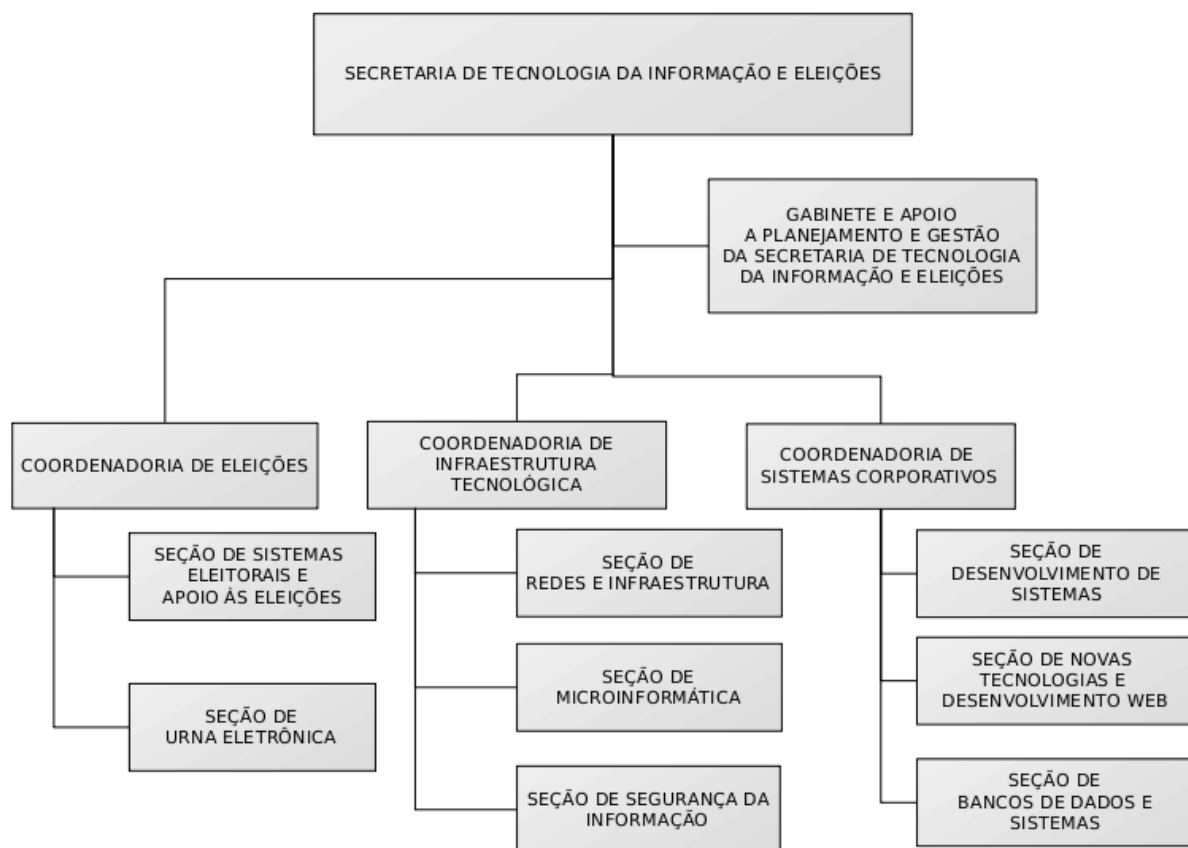 SECRETARIA DE TECNOLOGIA DA INFORMAÇÃO E ELEIÇÕES
GABINETE E APOIO
A PLANEJAMENTO E GESTÃO
DA SECRETARIA DE TECNOLOGIA
DA INFORMAÇÃO E ELEIÇÕES
COORDENADORIA DE ELEIÇÕES
SEÇÃO DE SISTEMAS
ELEITORAIS E
APOIO ÀS ELEIÇÕES
SEÇÃO DE
URNA ELETRÔNICA
COORDENADORIA DE
INFRAESTRUTURA
TECNOLÓGICA
SEÇÃO DE
REDES E INFRAESTRUTURA
SEÇÃO DE
MICROINFORMÁTICA
SEÇÃO DE SEGURANÇA DA
INFORMAÇÃO
COORDENADORIA DE
SISTEMAS CORPORATIVOS
SEÇÃO DE
DESENVOLVIMENTO DE
SISTEMAS
SEÇÃO DE NOVAS
TECNOLOGIAS E
DESENVOLVIMENTO WEB
SEÇÃO DE
BANCOS DE DADOS E
SISTEMAS